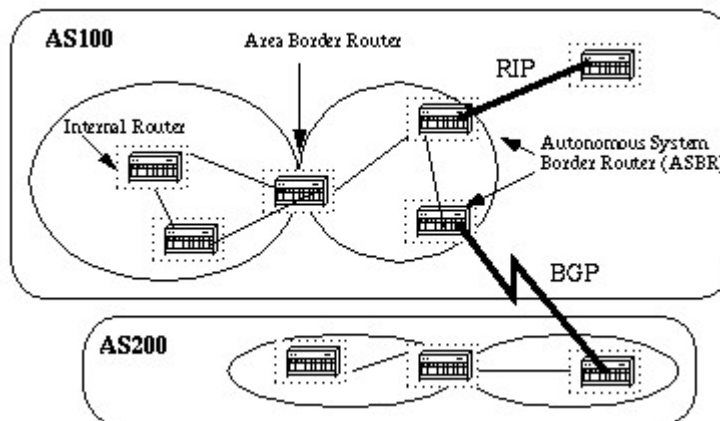 AS100
Area Border Router
RIP
Internal Router
Autonomous System
Border Router (ASBR)
BGP
AS200